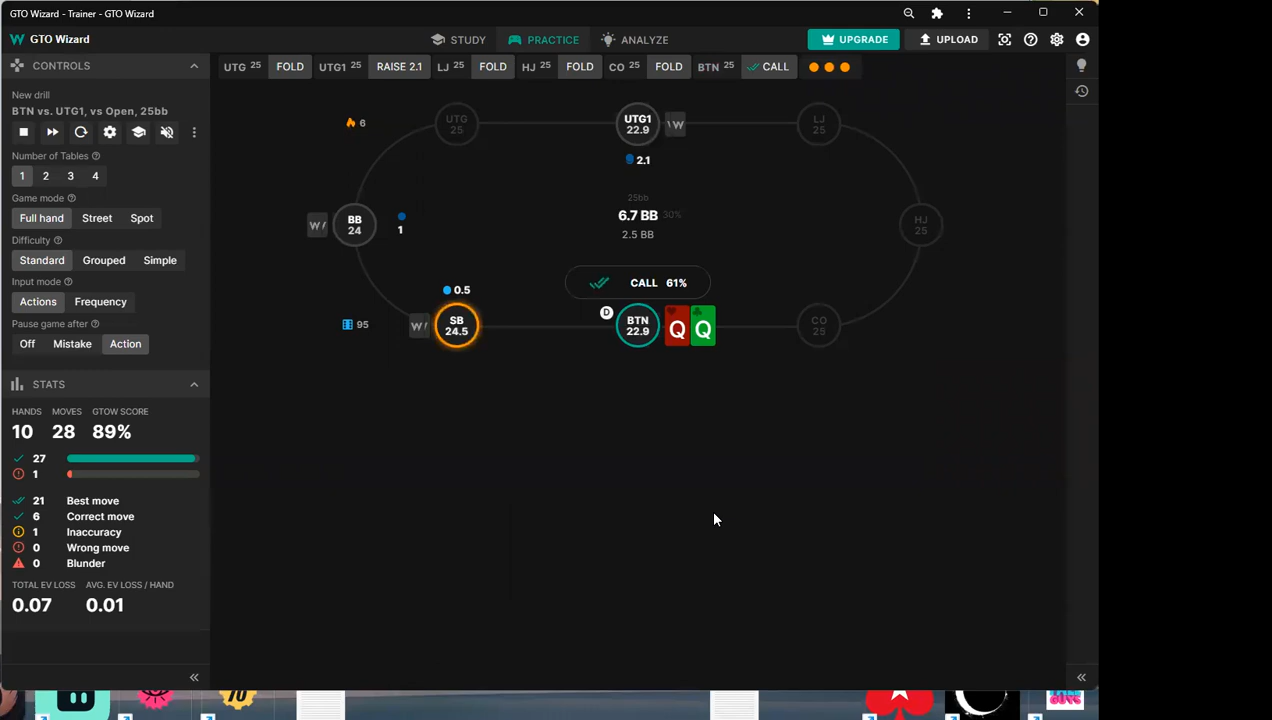 GTO Wizard - Trainer - GTO Wizard
GTO Wizard
STUDY
PRACTICE
ANALYZE
UPGRADE
UPLOAD
CONTROLS
UTG 25 FOLD UTG1 25 RAISE 2.1 LJ 25 FOLD HJ 25 FOLD CO 25 FOLD BTN 25 CALL
New drill
BTN vs. UTG1, vs Open, 25bb
Number of Tables
1 2 3 4
Game mode
Full hand Street Spot
Difficulty
Standard Grouped Simple
Input mode
Actions Frequency
Pause game after
Off Mistake Action
STATS
HANDS MOVES GTOW SCORE
10 28 89%
27
1
21 Best move
6 Correct move
1 Inaccuracy
0 Wrong move
0 Blunder
TOTAL EV LOSS AVG. EV LOSS / HAND
0.07 0.01
6
UTG
25
UTG1
22.9
W
2.1
LJ
25
25bb
6.7 BB 30%
2.5 BB
W
BB
24
1
HJ
25
CALL 61%
0.5
95
W
SB
24.5
D
BTN
22.9
Q Q
CO
25